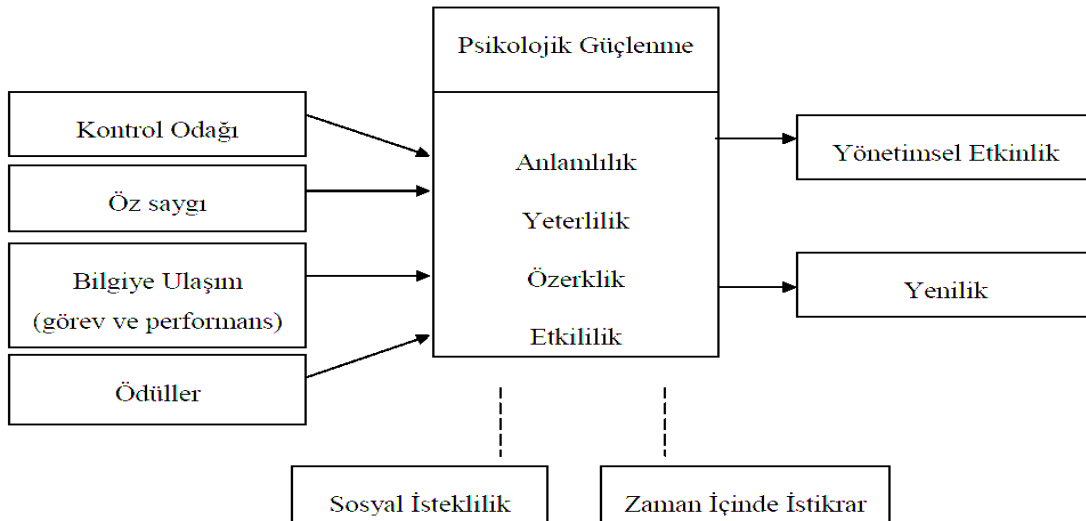 Psikolojik Güçlenme
Kontrol Odağı
Öz saygı
Bilgiye Ulaşım
(görev ve performans)
Ödüller
Anlamlılık
Yeterlilik
Özerklik
Etkililik
Yönetimsel Etkinlik
Yenilik
Sosyal İsteklilik
Zaman İçinde İstikrar